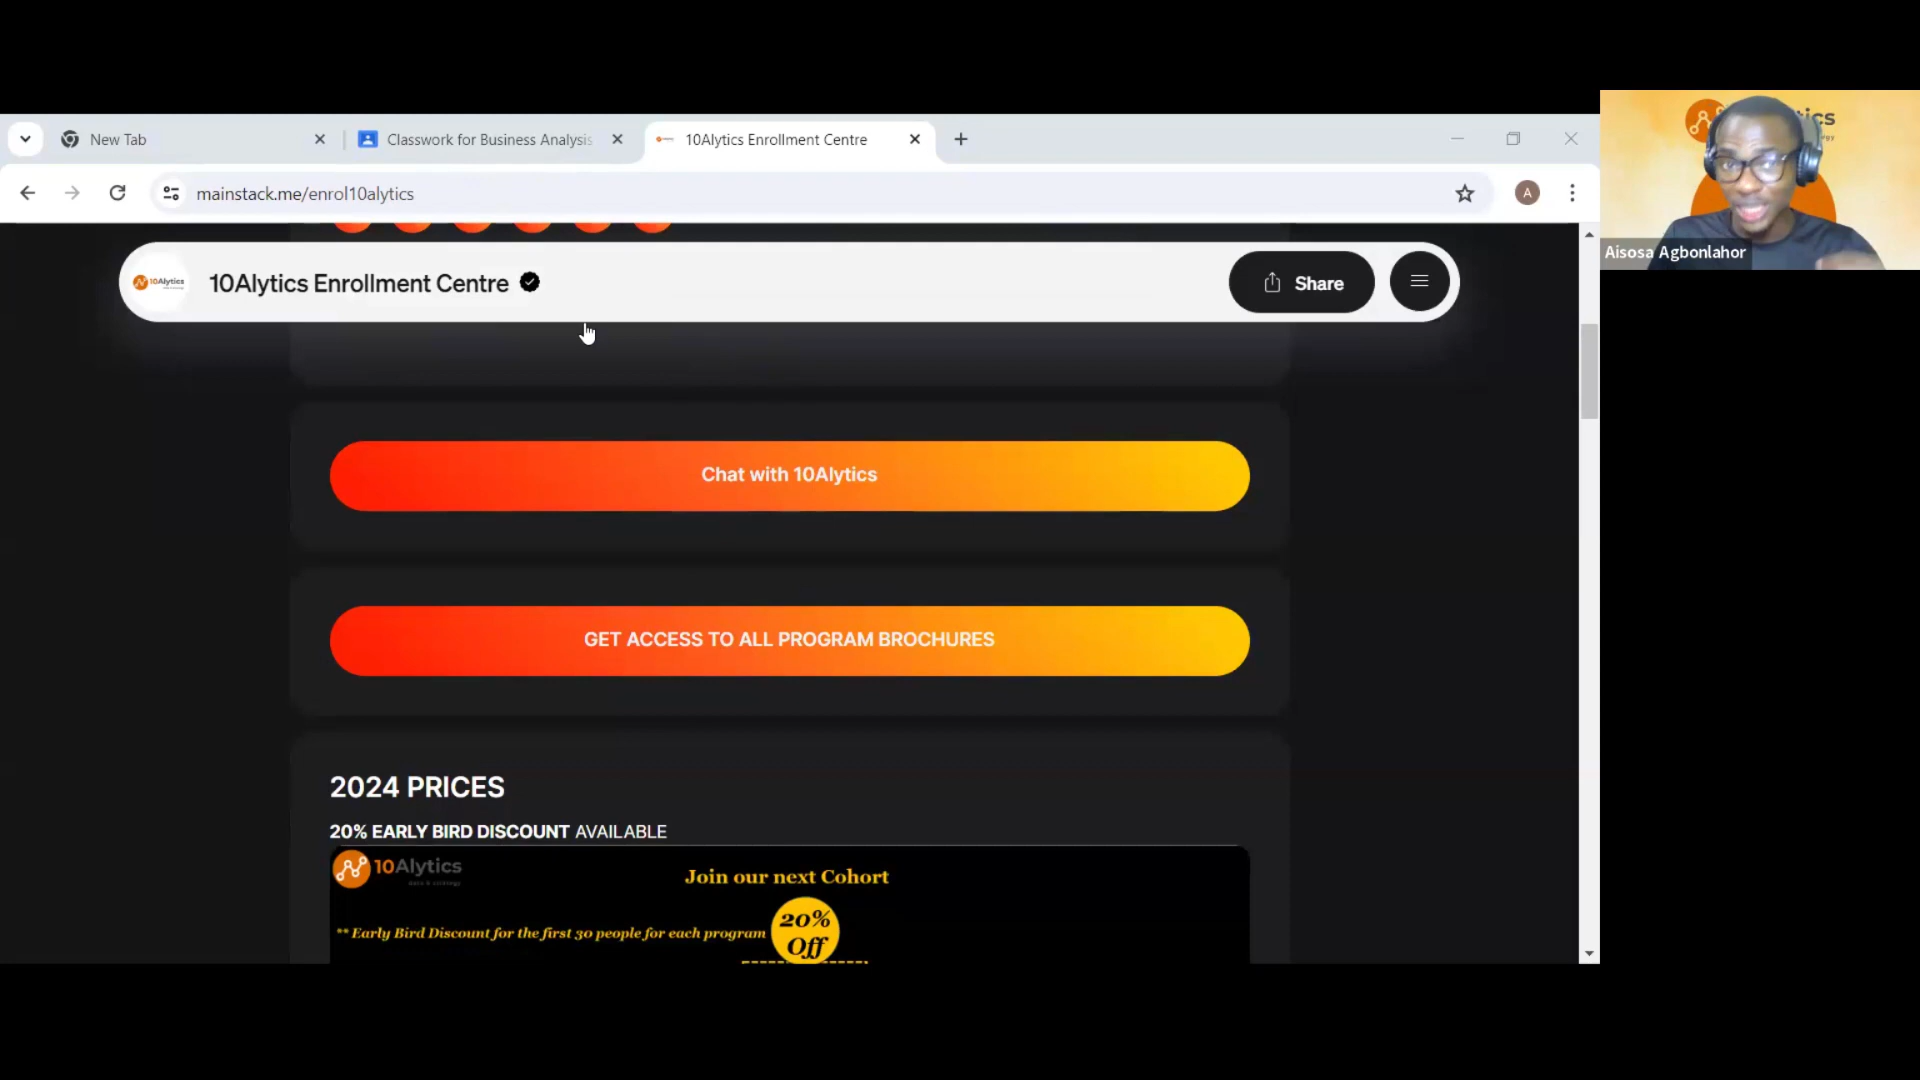 New Tab
Classwork for Business Analysis
10Alytics Enrollment Centre
mainstack.me/enrol10alytics
A
10Alytics
10Alytics Enrollment Centre
Share
Aisosa Agbonlahor
Chat with 10Alytics
GET ACCESS TO ALL PROGRAM BROCHURES
2024 PRICES
20% EARLY BIRD DISCOUNT AVAILABLE
10Alytics
Join our next Cohort
** Early Bird Discount for the first 30 people for each program
20%
Off